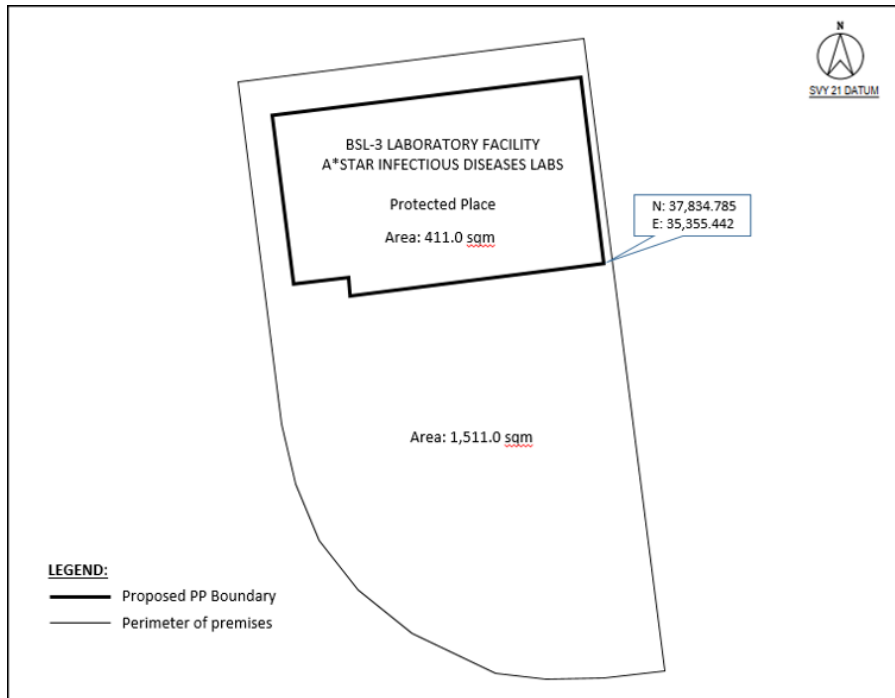 N
SVY 21 DATUM
BSL-3 LABORATORY FACILITY
A*STAR INFECTIOUS DISEASES LABS
Protected Place
Area: 411.0 sqm
N: 37,834.785
E: 35,355.442
Area: 1,511.0 sqm
LEGEND:
Proposed PP Boundary
Perimeter of premises